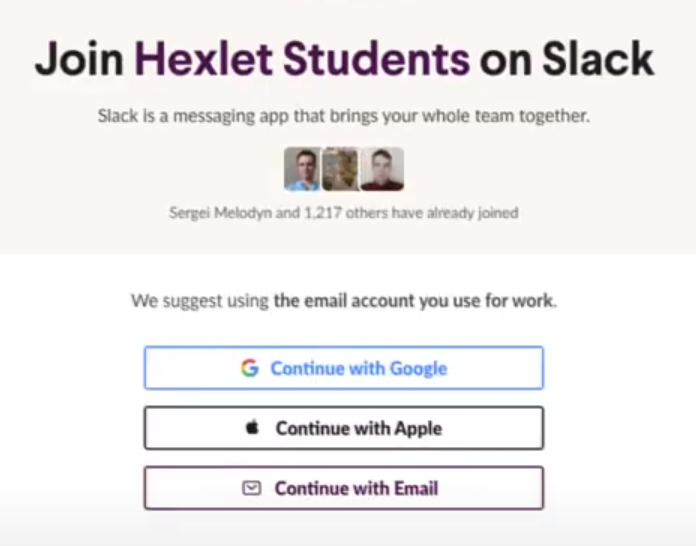 Join Hexlet Students on Slack
Slack is a messaging app that brings your whole team together.
Sergei Melodyn and 1,217 others have already joined
We suggest using the email account you use for work.
Continue with Google
Continue with Apple
Continue with Email